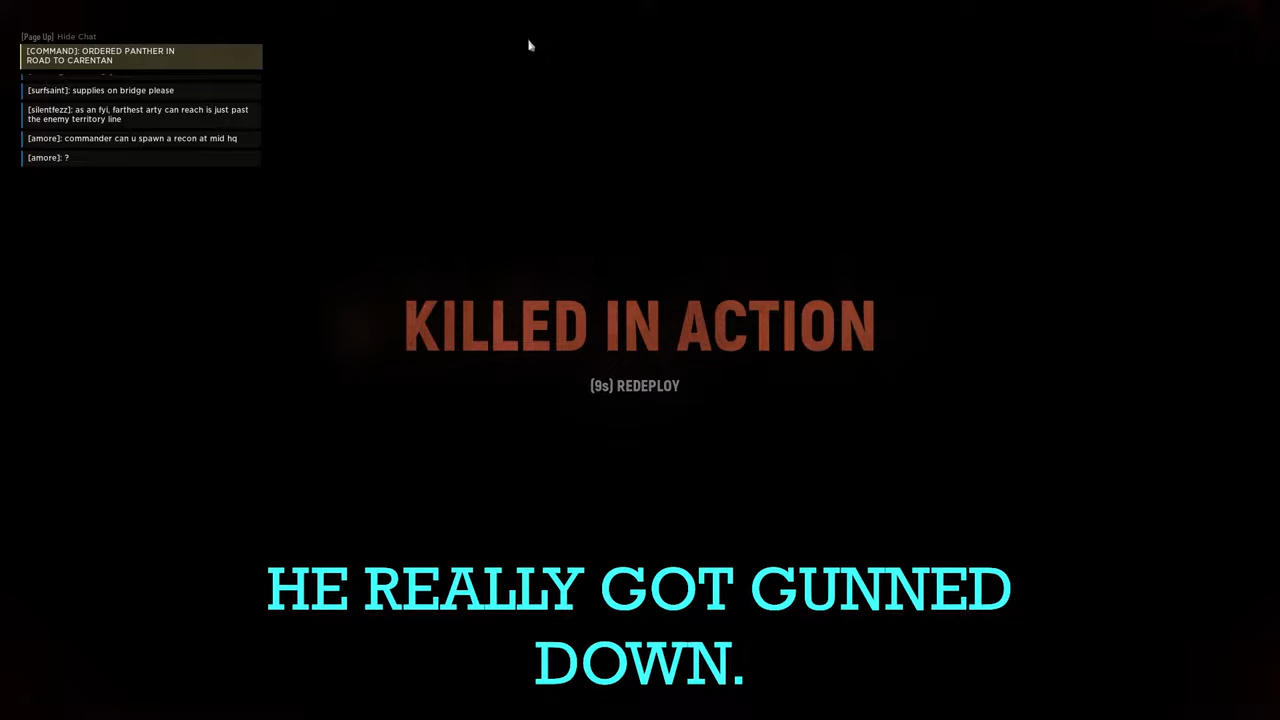 [Page Up] Hide Chat
[COMMAND]: ORDERED PANTHER IN
ROAD TO CARENTAN
[surfsaint]: supplies on bridge please
[silentfezz]: as an fyi, farthest arty can reach is just past
the enemy territory line
[amore]: commander can u spawn a recon at mid hq
[amore]: ?
KILLED IN ACTION
(9s) REDEPLOY
HE REALLY GOT GUNNED
DOWN.